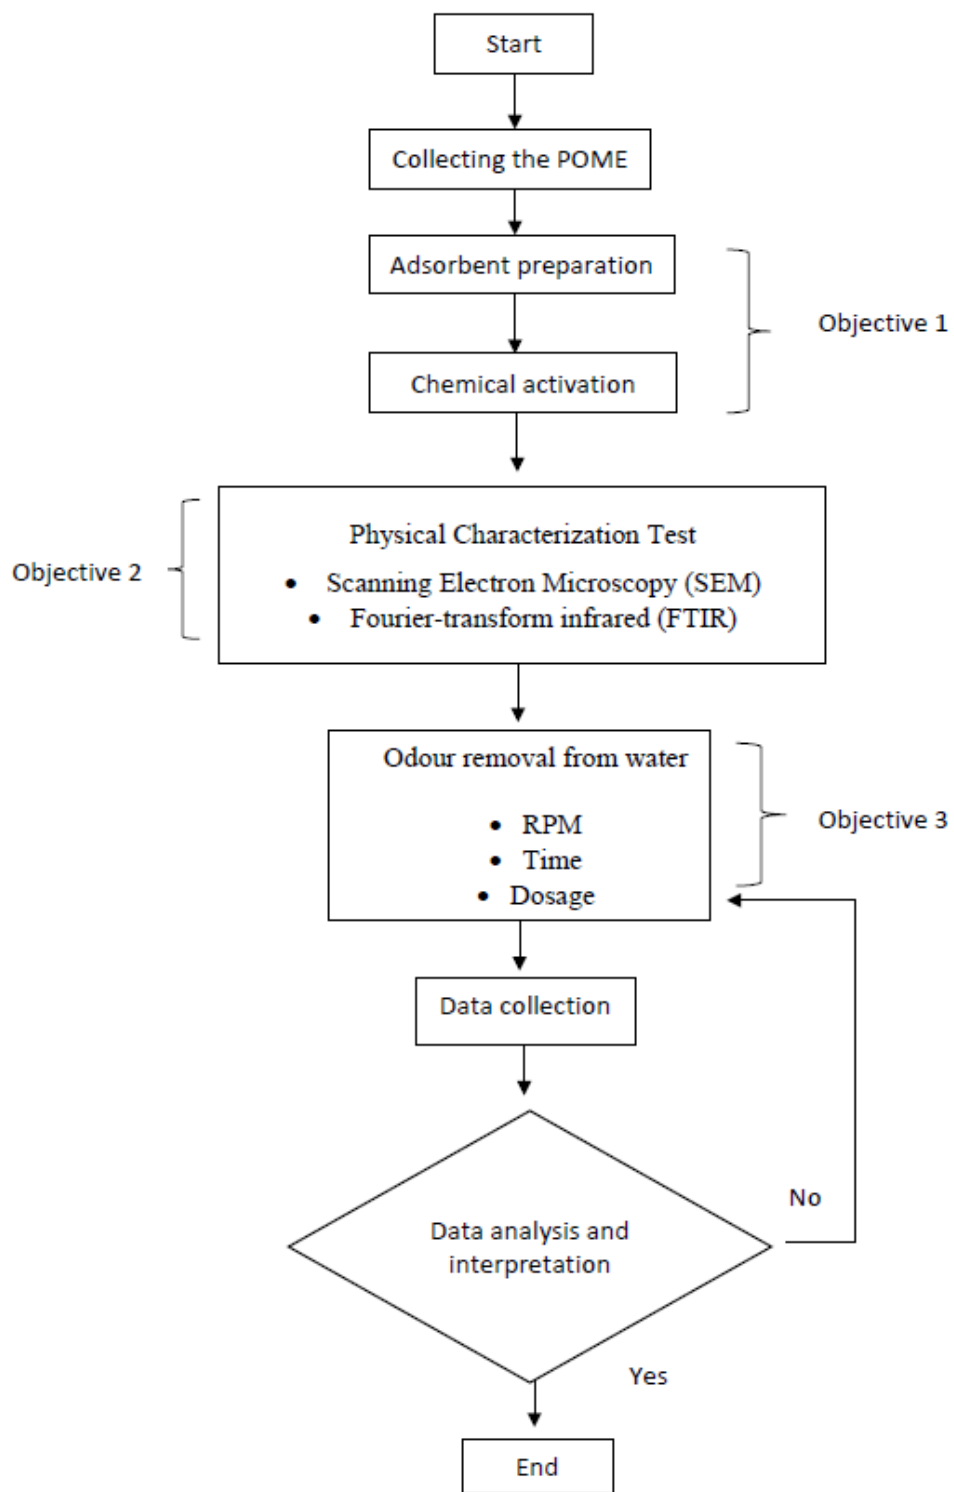 Start
Collecting the POME
Adsorbent preparation
Objective 1
Chemical activation
Physical Characterization Test
Objective 2
• Scanning Electron Microscopy (SEM)
• Fourier-transform infrared (FTIR)
Odour removal from water
• RPM
Objective 3
• Time
• Dosage
Data collection
No
Data analysis and
interpretation
Yes
End